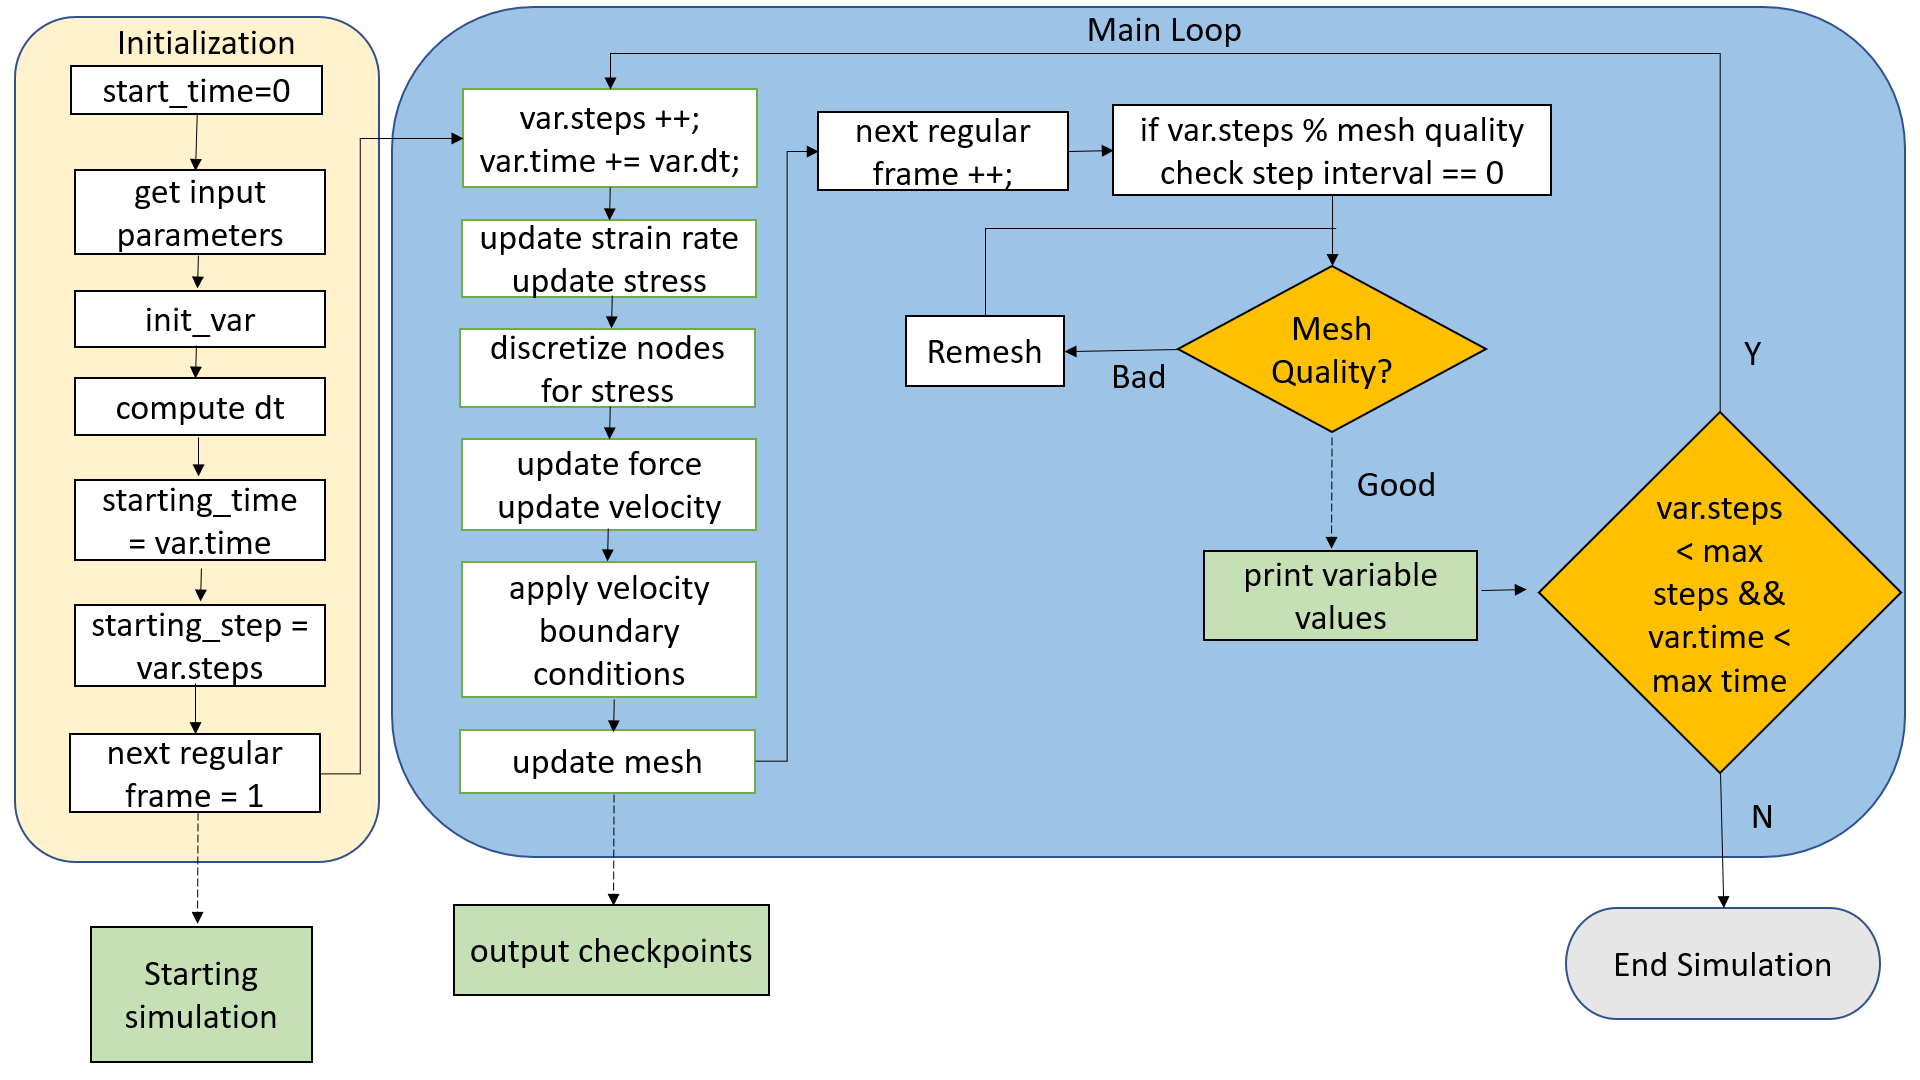 Initialization
start_time=0
get input
parameters
init_var
compute dt
starting_time
= var.time
starting_step =
var.steps
next regular
frame = 1
Starting
simulation
Main Loop
var.steps ++;
var.time += var.dt;
update strain rate
update stress
discretize nodes
for stress
update force
update velocity
apply velocity
boundary
conditions
update mesh
output checkpoints
next regular
frame ++;
if var.steps % mesh quality
check step interval == 0
Mesh
Quality?
Bad
Remesh
Good
print variable
values
var.steps
< max
steps &&
var.time <
max time
Y
N
End Simulation